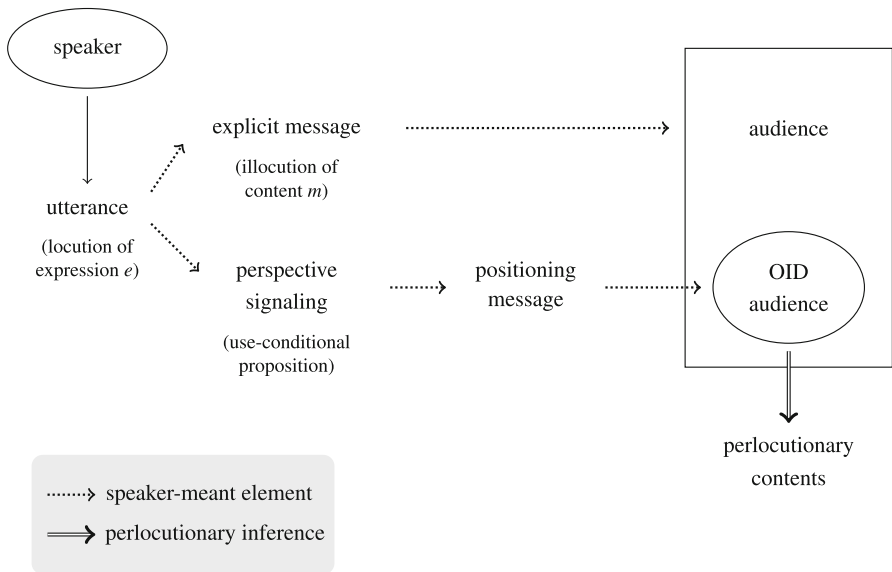 speaker
explicit message
(illocution of
content m)
audience
utterance
(locution of
expression e)
perspective
signaling
(use-conditional
proposition)
positioning
message
OID
audience
perlocutionary
contents
speaker-meant element
perlocutionary inference